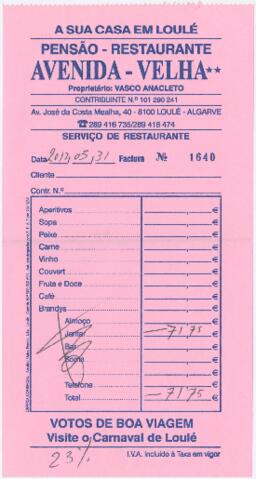 A SUA CASA EM LOULÉ
PENSÃO - RESTAURANTE
AVENIDA - VELHA★★
Proprietário: VASCO ANACLETO
CONTRIBUINTE N.º 101 290 241
Av. José da Costa Mealha, 40 - 8100 LOULÉ - ALGARVE
☎ 289 416 735/289 416 474
SERVIÇO DE RESTAURANTE
Data 2012,05,31 Factura № 1640
Cliente
Contr. N.º
Aperitivos €
Sopa €
Peixe €
Carne €
Vinho €
Couvert €
Fruta e Doce €
Café €
Brandys €
Almoço €
Jantar 71,75 €
Bar €
€
Telefone €
Total 71,75 €
VOTOS DE BOA VIAGEM
Visite o Carnaval de Loulé
23% I.V.A. incluído à Taxa em vigor